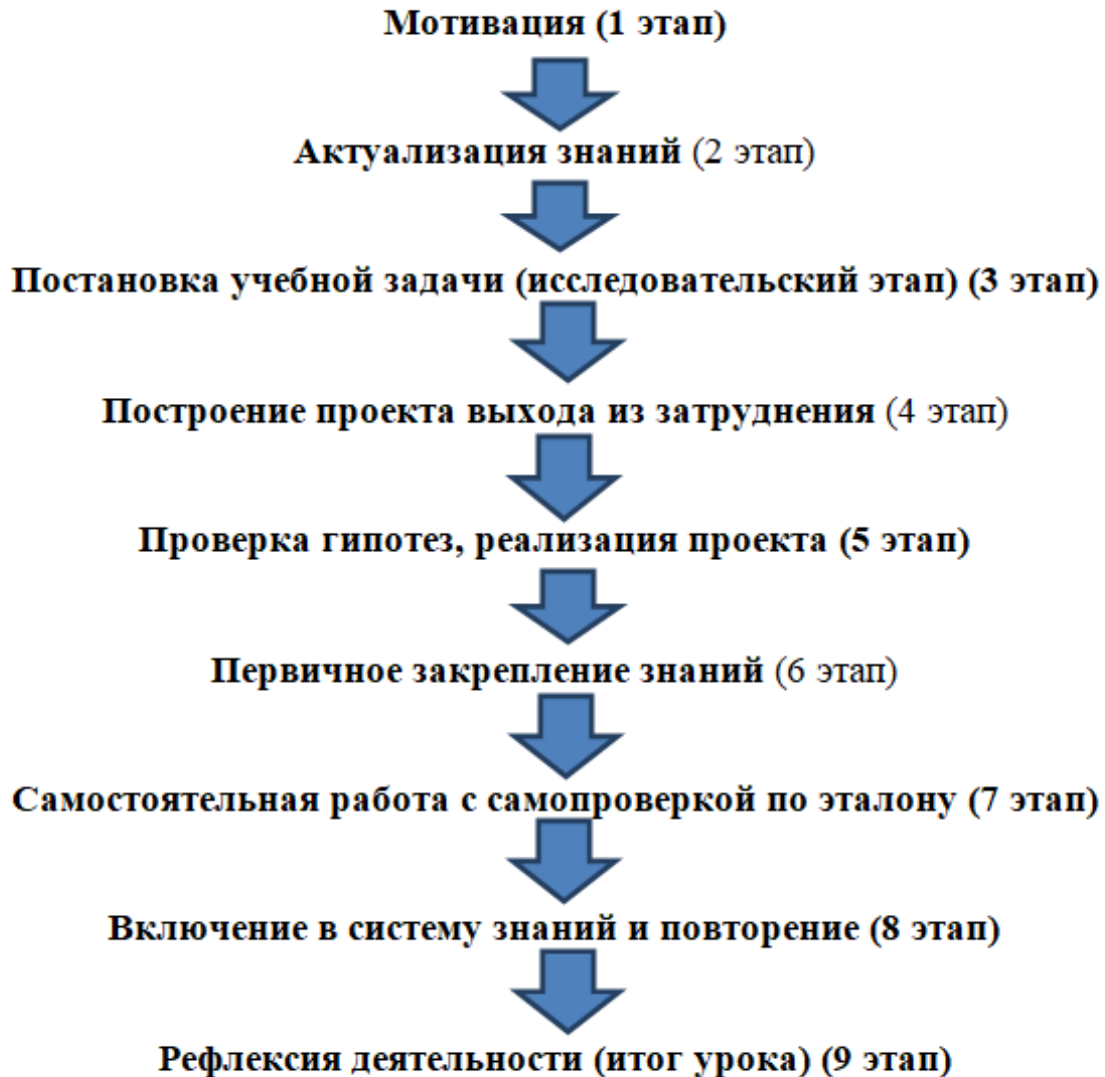 Мотивация (1 этап)
Актуализация знаний (2 этап)
Постановка учебной задачи (исследовательский этап) (3 этап)
Построение проекта выхода из затруднения (4 этап)
Проверка гипотез, реализация проекта (5 этап)
Первичное закрепление знаний (6 этап)
Самостоятельная работа с самопроверкой по эталону (7 этап)
Включение в систему знаний и повторение (8 этап)
Рефлексия деятельности (итог урока) (9 этап)